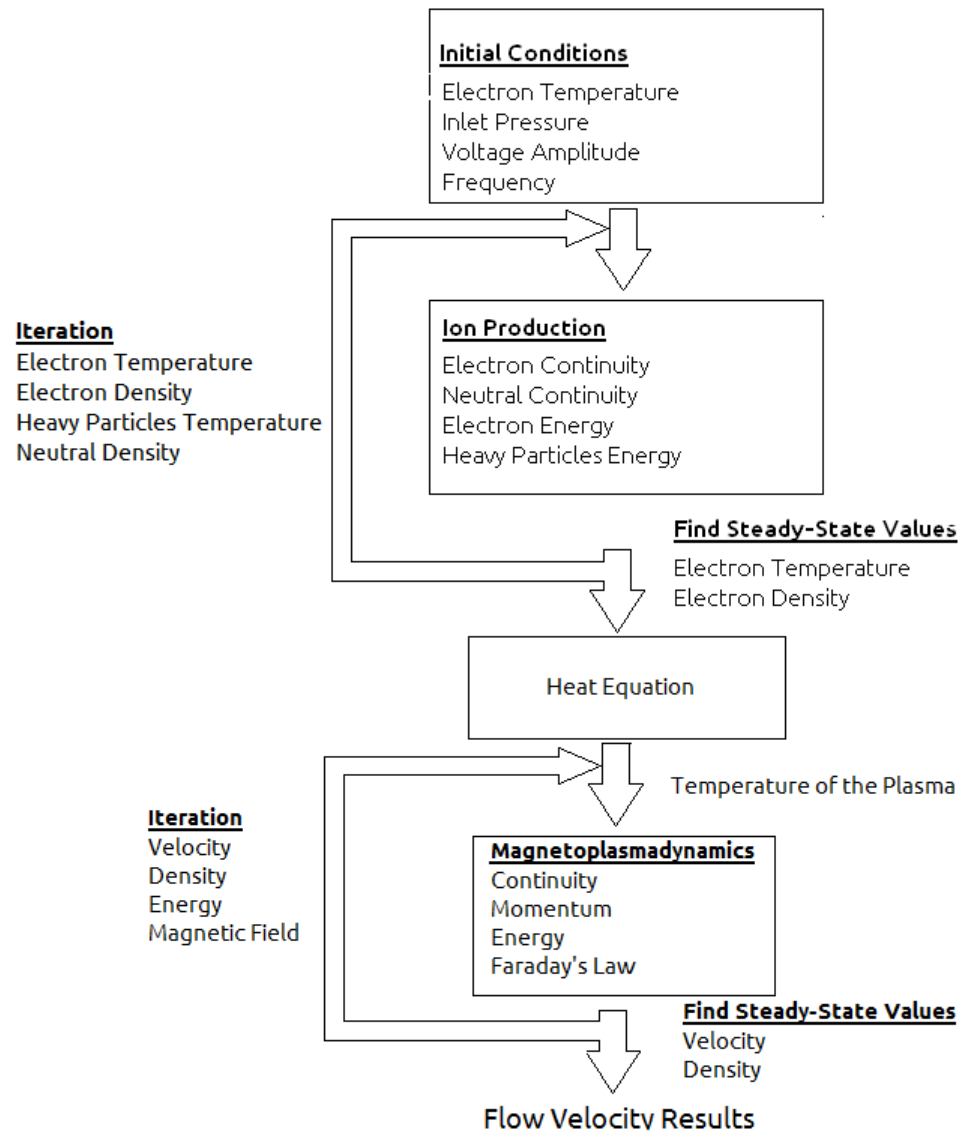 Initial Conditions
Electron Temperature
Inlet Pressure
Voltage Amplitude
Frequency
Iteration
Electron Temperature
Electron Density
Heavy Particles Temperature
Neutral Density
Ion Production
Electron Continuity
Neutral Continuity
Electron Energy
Heavy Particles Energy
Find Steady-State Values
Electron Temperature
Electron Density
Heat Equation
Temperature of the Plasma
Iteration
Velocity
Density
Energy
Magnetic Field
Magnetoplasmadynamics
Continuity
Momentum
Energy
Faraday's Law
Find Steady-State Values
Velocity
Density
Flow Velocity Results